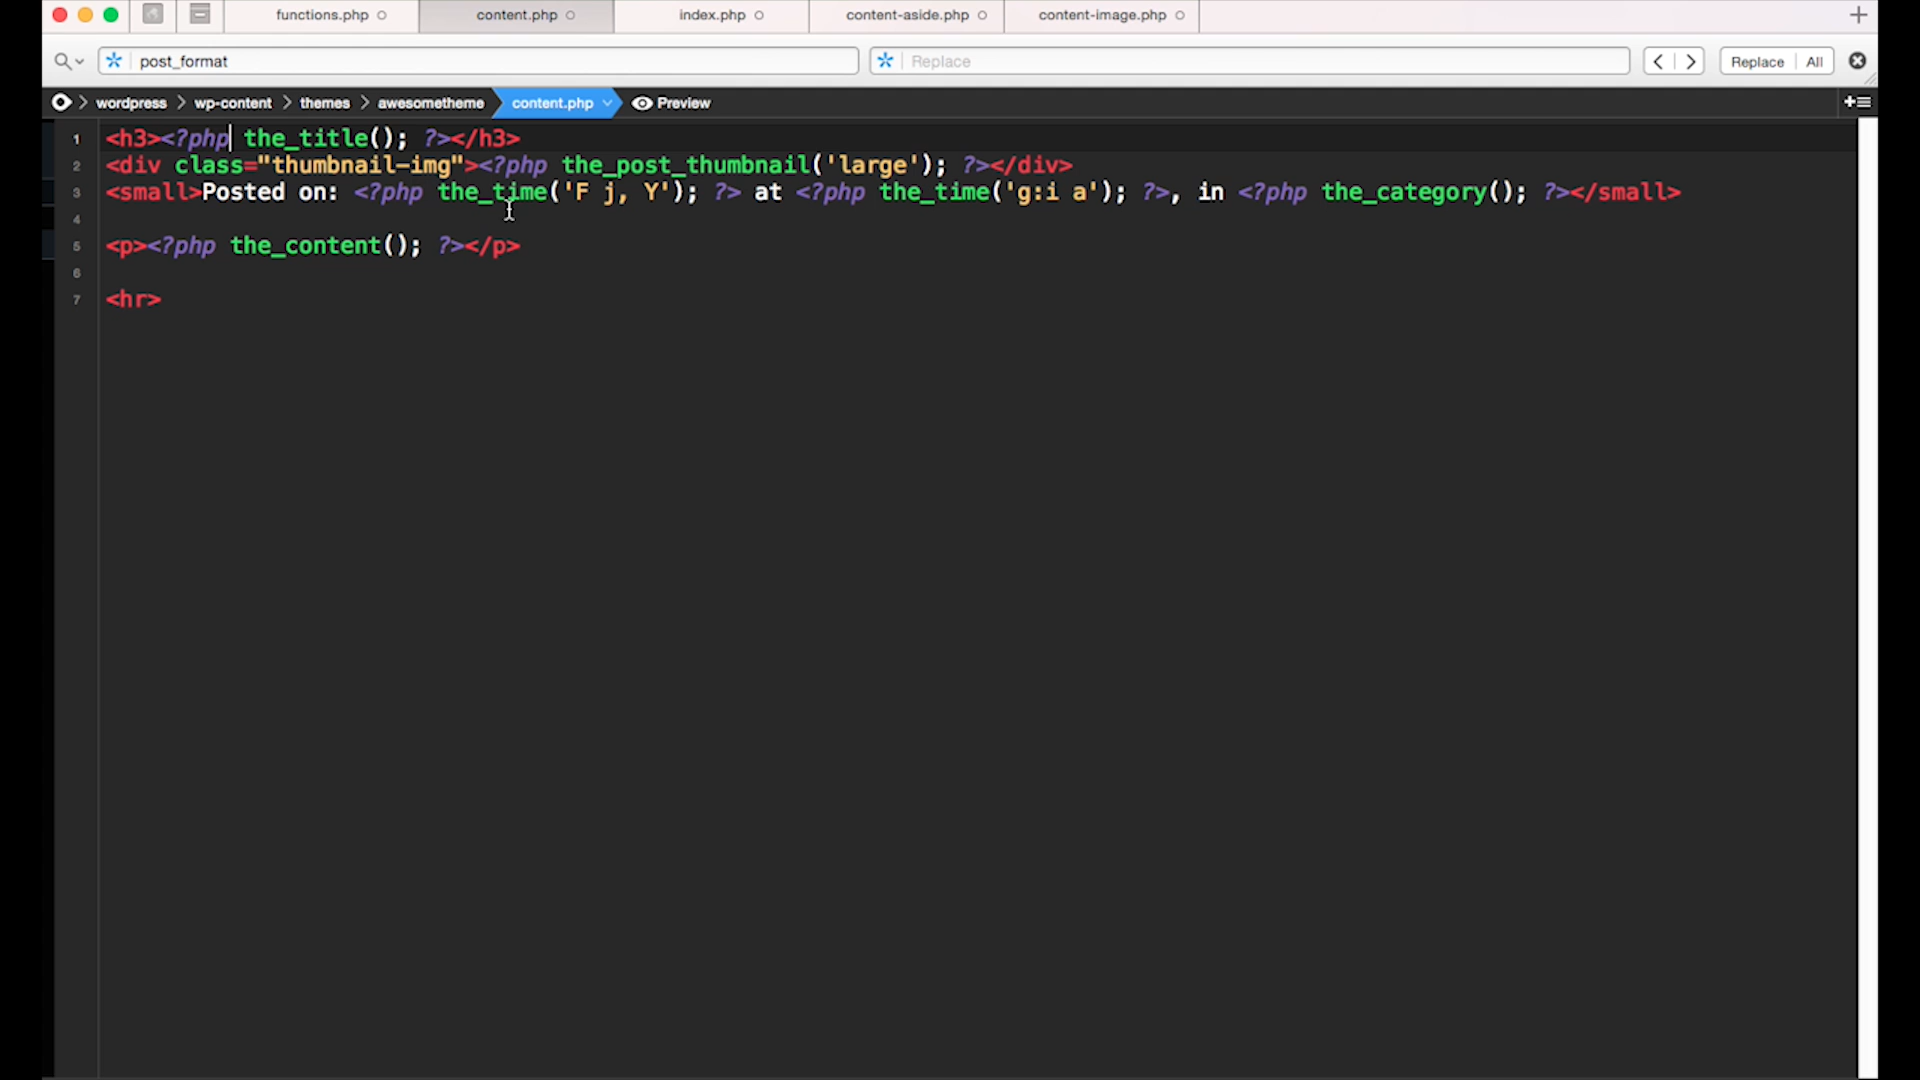 functions.php content.php index.php content-aside.php content-image.php
post_format Replace Replace All
wordpress wp-content themes awesometheme content.php Preview
1 <h3><?php the_title(); ?></h3>
2 <div class="thumbnail-img"><?php the_post_thumbnail('large'); ?></div>
3 <small>Posted on: <?php the_time('F j, Y'); ?> at <?php the_time('g:i a'); ?>, in <?php the_category(); ?></small>
4
5 <p><?php the_content(); ?></p>
6
7 <hr>